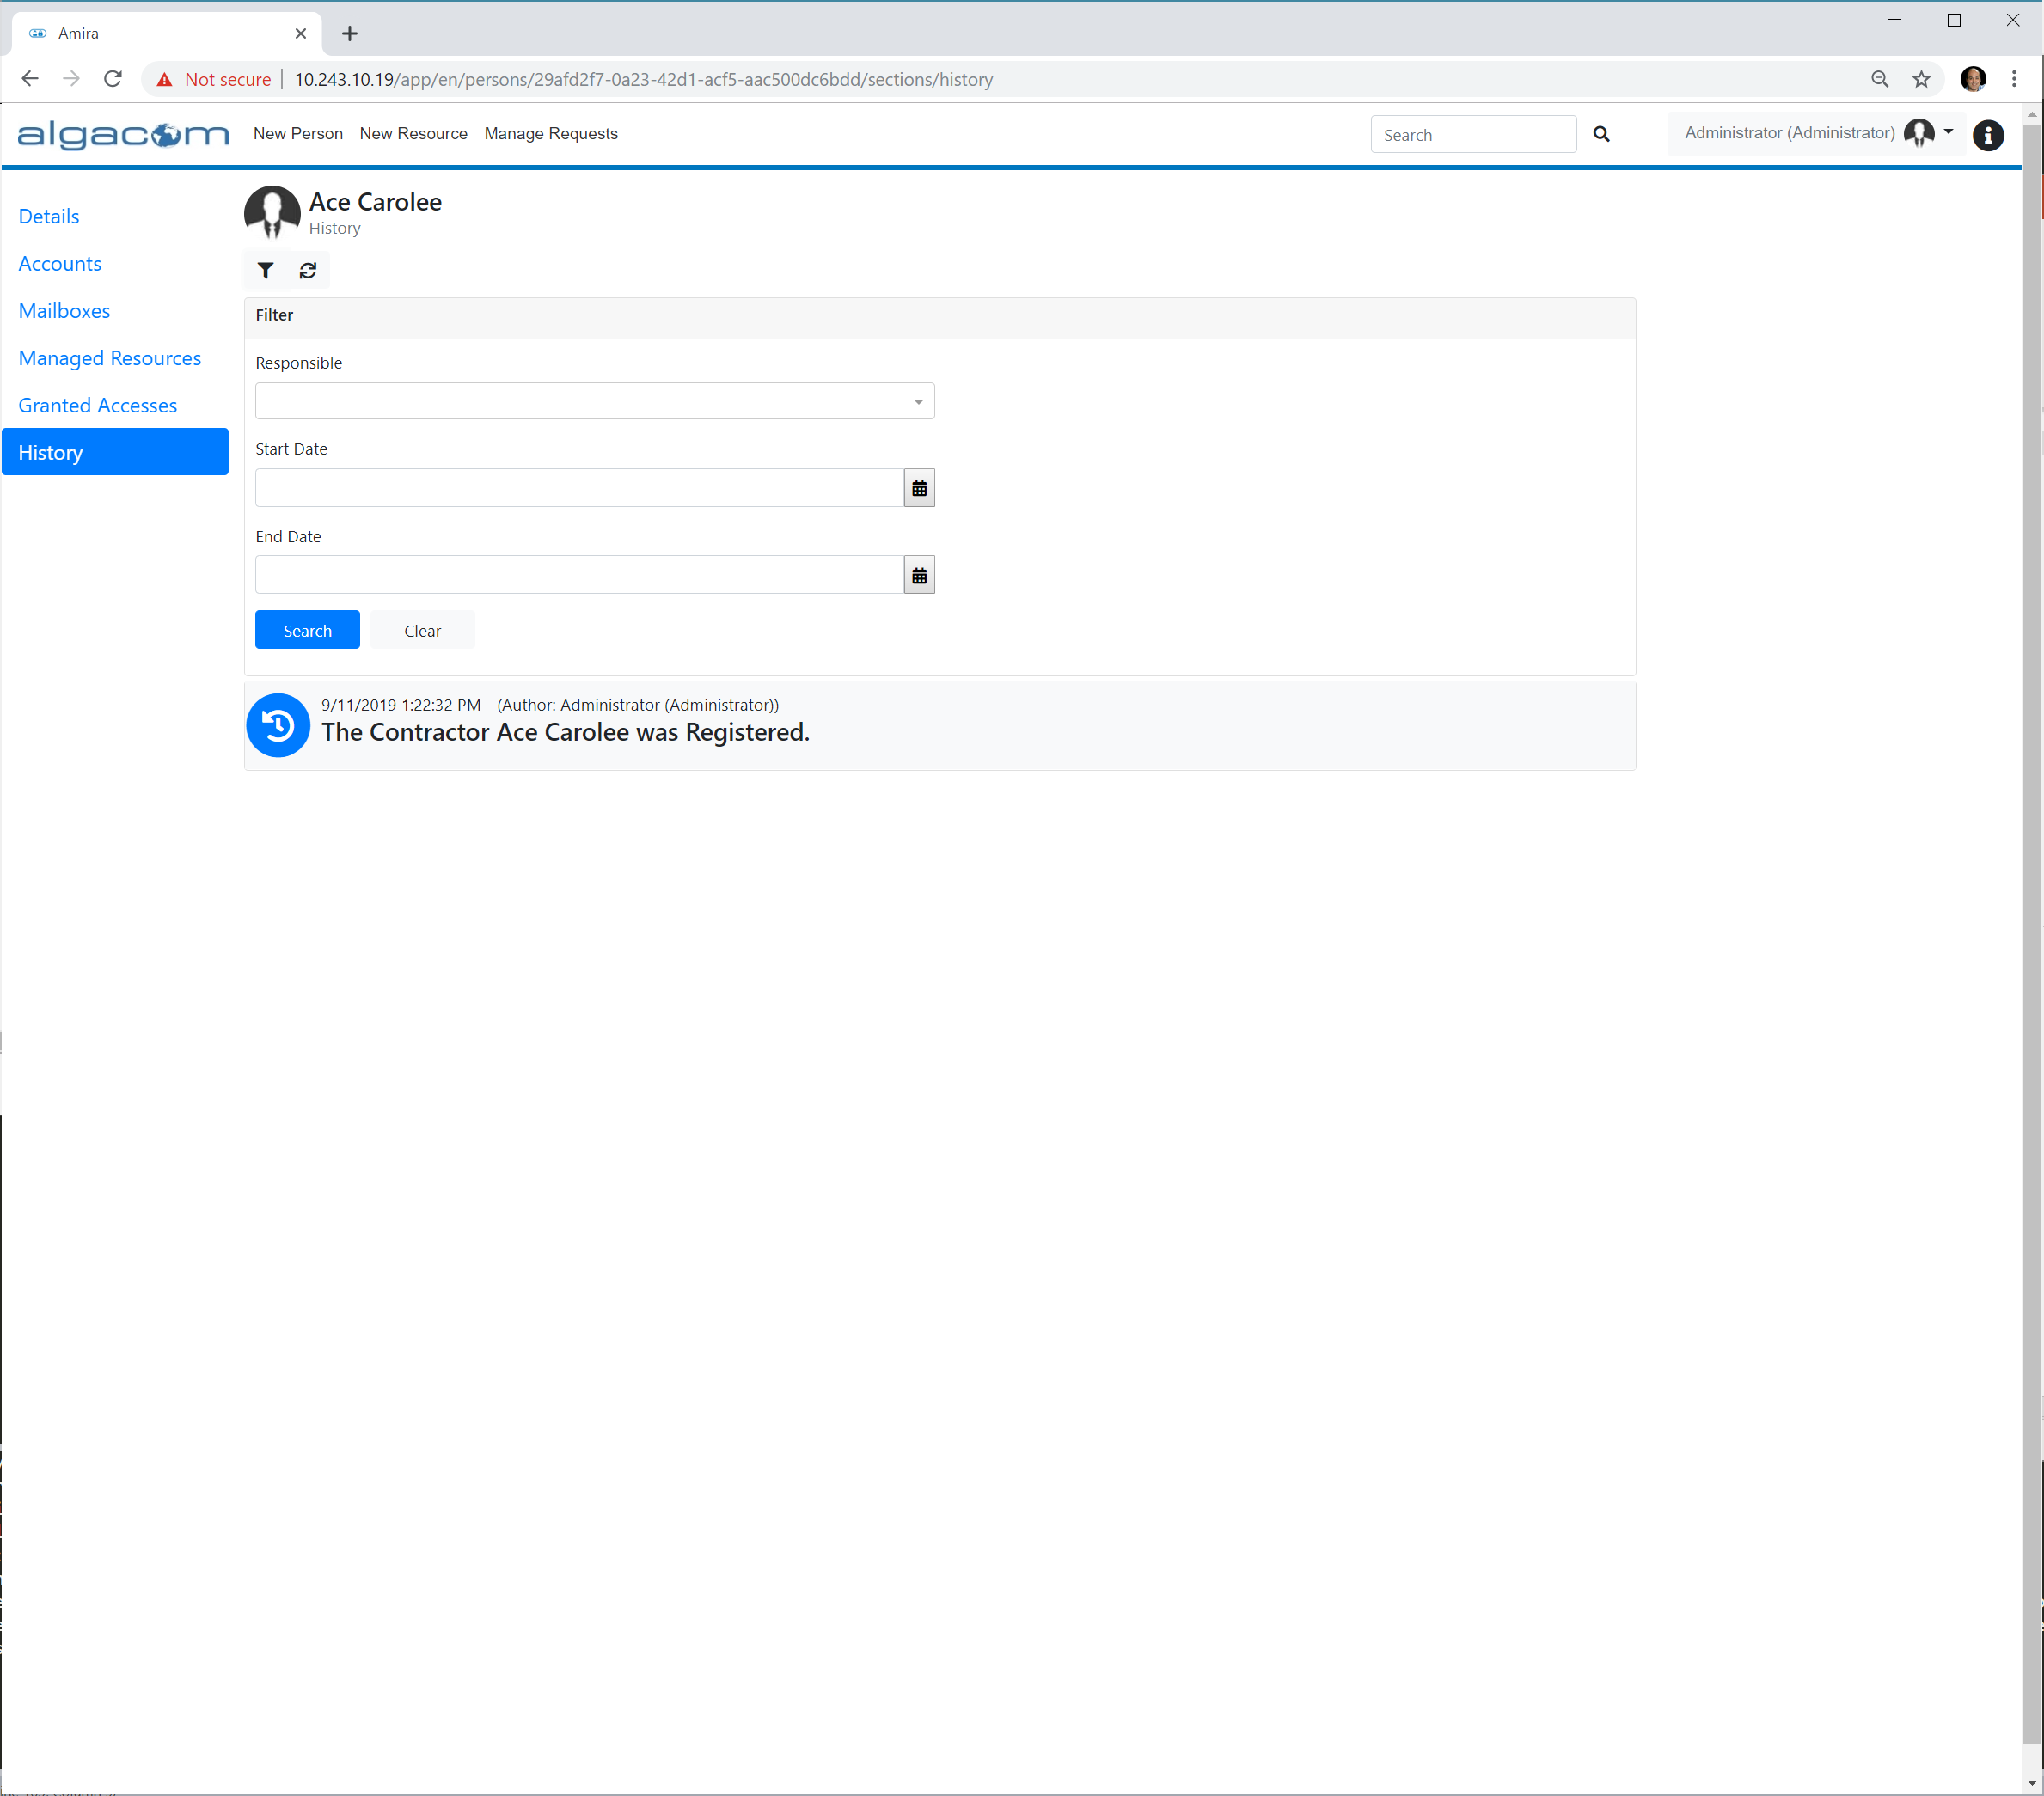 Amira
Not secure 10.243.10.19/app/en/persons/29afd2f7-0a23-42d1-acf5-aac500dc6bdd/sections/history
algacom New Person New Resource Manage Requests Search Administrator (Administrator)
Ace Carolee
History
Details
Accounts
Mailboxes
Managed Resources
Granted Accesses
History
Filter
Responsible
Start Date
End Date
Search Clear
9/11/2019 1:22:32 PM - (Author: Administrator (Administrator))
The Contractor Ace Carolee was Registered.